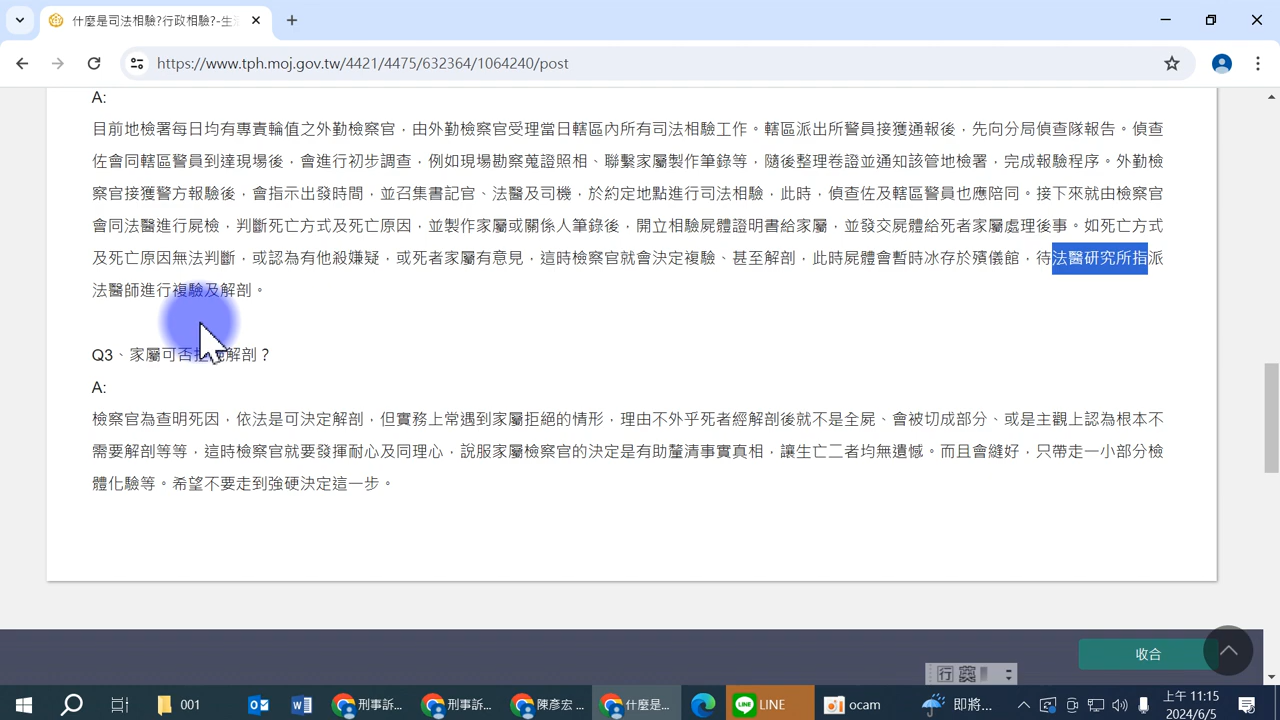 什麼是司法相驗?行政相驗?-生
https://www.tph.moj.gov.tw/4421/4475/632364/1064240/post
A:
目前地檢署每日均有專責輪值之外勤檢察官，由外勤檢察官受理當日轄區內所有司法相驗工作。轄區派出所警員接獲通報後，先向分局偵查隊報告。偵查
佐會同轄區警員到達現場後，會進行初步調查，例如現場勘察蒐證照相、聯繫家屬製作筆錄等，隨後整理卷證並通知該管地檢署，完成報驗程序。外勤檢
察官接獲警方報驗後，會指示出發時間，並召集書記官、法醫及司機，於約定地點進行司法相驗，此時，偵查佐及轄區警員也應陪同。接下來就由檢察官
會同法醫進行屍檢，判斷死亡方式及死亡原因，並製作家屬或關係人筆錄後，開立相驗屍體證明書給家屬，並發交屍體給死者家屬處理後事。如死亡方式
及死亡原因無法判斷，或認為有他殺嫌疑，或死者家屬有意見，這時檢察官就會決定複驗、甚至解剖，此時屍體會暫時冰存於殯儀館，待法醫研究所指派
法醫師進行複驗及解剖。
Q3、家屬可否解剖？
A:
檢察官為查明死因，依法是可決定解剖，但實務上常遇到家屬拒絕的情形，理由不外乎死者經解剖後就不是全屍、會被切成部分、或是主觀上認為根本不
需要解剖等等，這時檢察官就要發揮耐心及同理心，說服家屬檢察官的決定是有助釐清事實真相，讓生亡二者均無遺憾。而且會縫好，只帶走一小部分檢
體化驗等。希望不要走到強硬決定這一步。
收合
行
001
刑事訴...
刑事訴...
陳彥宏 ...
什麼是...
LINE
ocam
即將...
上午 11:15
2024/6/5